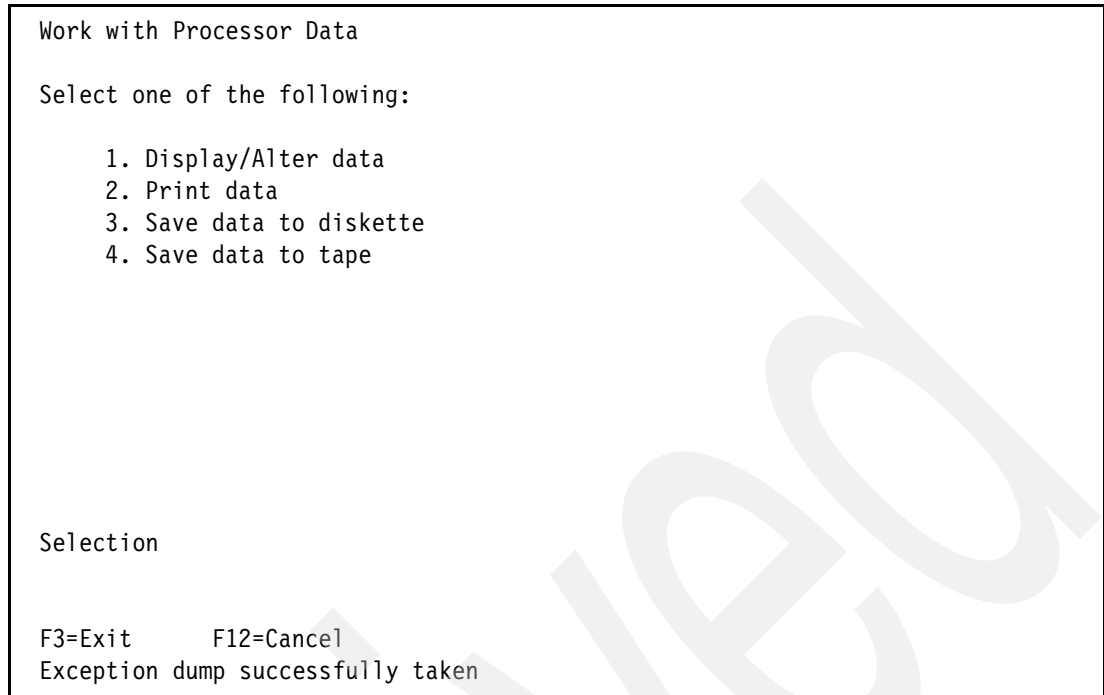 Work with Processor Data
Select one of the following:
1. Display/Alter data
2. Print data
3. Save data to diskette
4. Save data to tape
Selection
F3=Exit F12=Cancel
Exception dump successfully taken